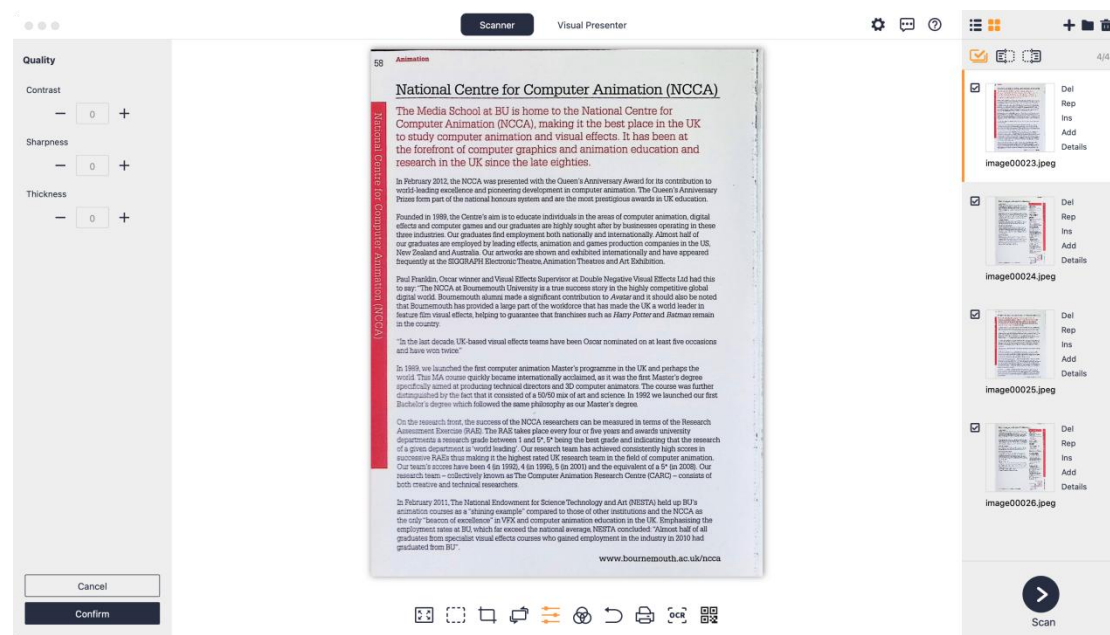 Scanner
Visual Presenter
Quality
Contrast
0
Sharpness
0
Thickness
0
Cancel
Confirm
58
Animation
National Centre for Computer Animation (NCCA)
National Centre for Computer Animation (NCCA)
The Media School at BU is home to the National Centre for
Computer Animation (NCCA), making it the best place in the UK
to study computer animation and visual effects. It has been at
the forefront of computer graphics and animation education and
research in the UK since the late eighties.
In February 2012, the NCCA was presented with the Queen's Anniversary Award for its contribution to
world-leading excellence and pioneering development in computer animation. The Queen's Anniversary
Prizes form part of the national honours system and are the most prestigious awards in UK education.
Founded in 1989, the Centre's aim is to educate individuals in the areas of computer animation, digital
effects and computer games and our graduates are highly sought after by businesses operating in these
three industries. Our graduates find employment both nationally and internationally. Almost half of
our graduates are employed by leading effects, animation and games production companies in the US,
New Zealand and Australia. Our artworks are shown and exhibited internationally and have appeared
frequently at the SIGGRAPH Electronic Theatre, Animation Theatres and Art Exhibition.
Paul Franklin, Oscar winner and Visual Effects Supervisor at Double Negative Visual Effects Ltd had this
to say: "The NCCA at Bournemouth University is a true success story in the highly competitive global
digital world. Bournemouth alumni made a significant contribution to Avatar and it should also be noted
that Bournemouth has provided a large part of the workforce that has made the UK a world leader in
feature film visual effects, helping to guarantee that franchises such as Harry Potter and Batman remain
in the country.
"In the last decade, UK-based visual effects teams have been Oscar nominated on at least five occasions
and have won twice."
In 1989, we launched the first computer animation Master's programme in the UK and perhaps the
world. This MA course quickly became internationally acclaimed, as it was the first Master's degree
specifically aimed at producing technical directors and 3D computer animators. The course was further
distinguished by the fact that it consisted of a 50/50 mix of art and science. In 1992 we launched our first
Bachelor's degree which followed the same philosophy as our Master's degree.
On the research front, the success of the NCCA researchers can be measured in terms of the Research
Assessment Exercise (RAE). The RAE takes place every four or five years and awards university
departments a research grade between 1 and 5*, 5* being the best grade and indicating that the research
of a given department is 'world leading'. Our research team has achieved consistently high scores in
successive RAEs thus making it the highest rated UK research team in the field of computer animation.
Our team's scores have been 4 (in 1992), 4 (in 1996), 5 (in 2001) and the equivalent of a 5* (in 2008). Our
research team – collectively known as The Computer Animation Research Centre (CARC) – consists of
both creative and technical researchers.
In February 2011, The National Endowment for Science Technology and Art (NESTA) held up BU's
animation courses as a "shining example" compared to those of other institutions and the NCCA as
the only "beacon of excellence" in VFX and computer animation education in the UK. Emphasising the
employment rates at BU, which far exceed the national average, NESTA concluded: "Almost half of all
graduates from specialist visual effects courses who gained employment in the industry in 2010 had
graduated from BU".
www.bournemouth.ac.uk/ncca
OCR
4/4
Del
Rep
Ins
Add
Details
image00023.jpeg
Del
Rep
Ins
Add
Details
image00024.jpeg
Del
Rep
Ins
Add
Details
image00025.jpeg
Del
Rep
Ins
Add
Details
image00026.jpeg
Scan